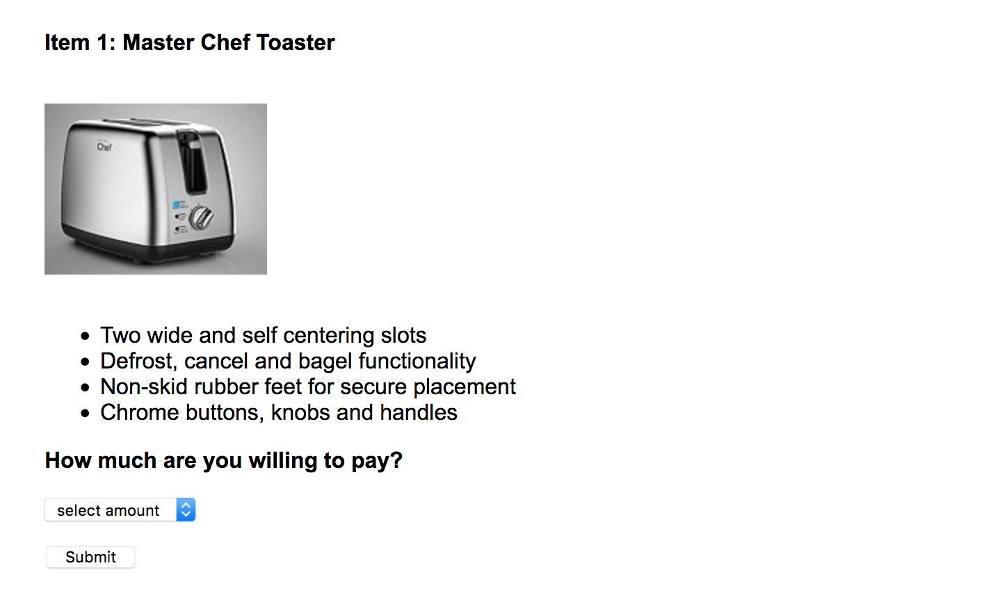 Item 1: Master Chef Toaster
Chef
Two wide and self centering slots
Defrost, cancel and bagel functionality
Non-skid rubber feet for secure placement
Chrome buttons, knobs and handles
How much are you willing to pay?
select amount
Submit